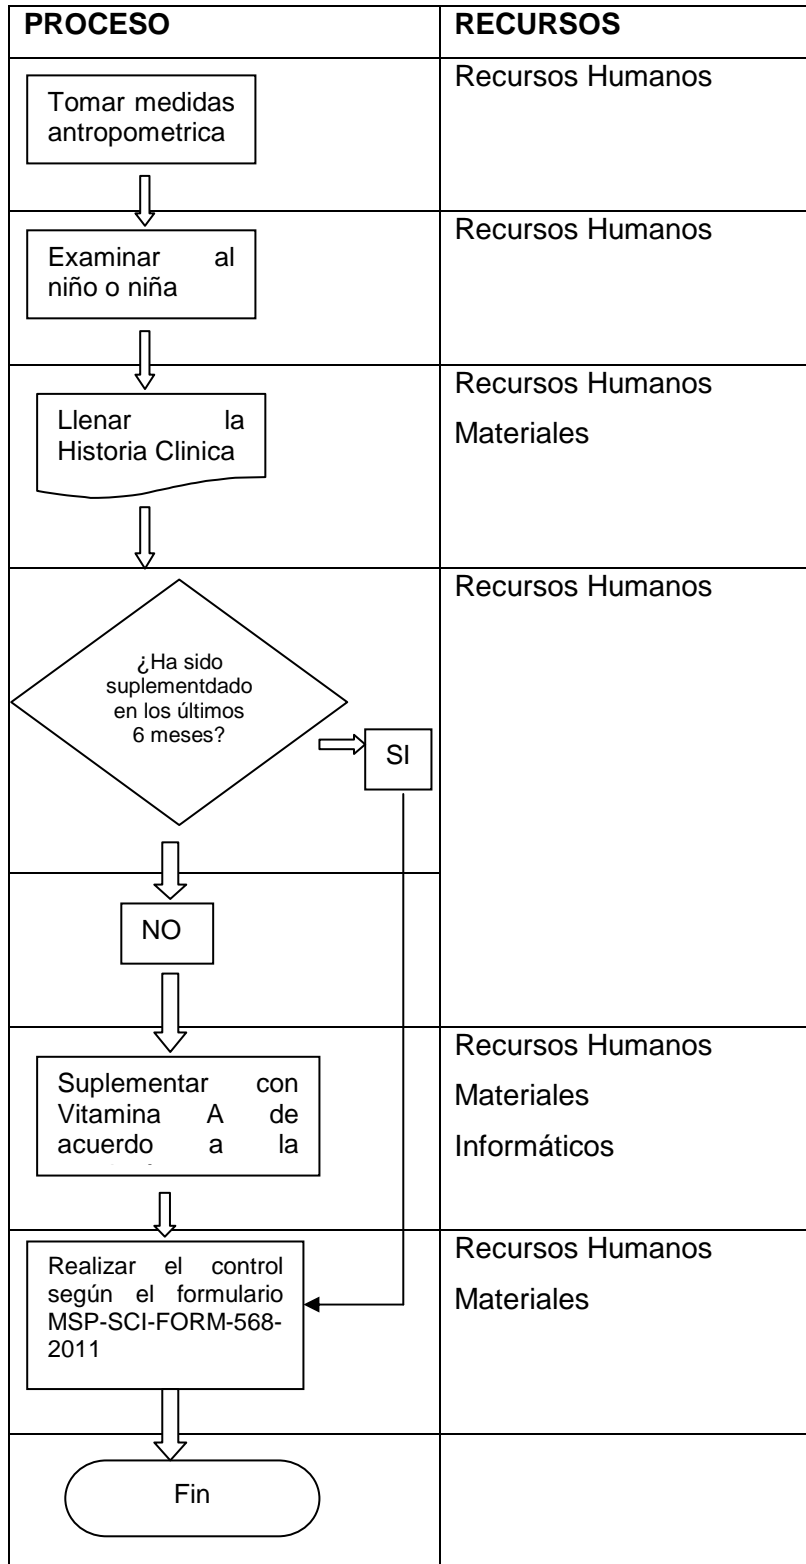 PROCESO
RECURSOS
Tomar medidas
antropometrica
Recursos Humanos
Examinar al
niño o niña
Recursos Humanos
Llenar la
Historia Clinica
Recursos Humanos
Materiales
¿Ha sido
suplementdado
en los últimos
6 meses?
SI
Recursos Humanos
NO
Suplementar con
Vitamina A de
acuerdo a la
Recursos Humanos
Materiales
Informáticos
Realizar el control
según el formulario
MSP-SCI-FORM-568-
2011
Recursos Humanos
Materiales
Fin